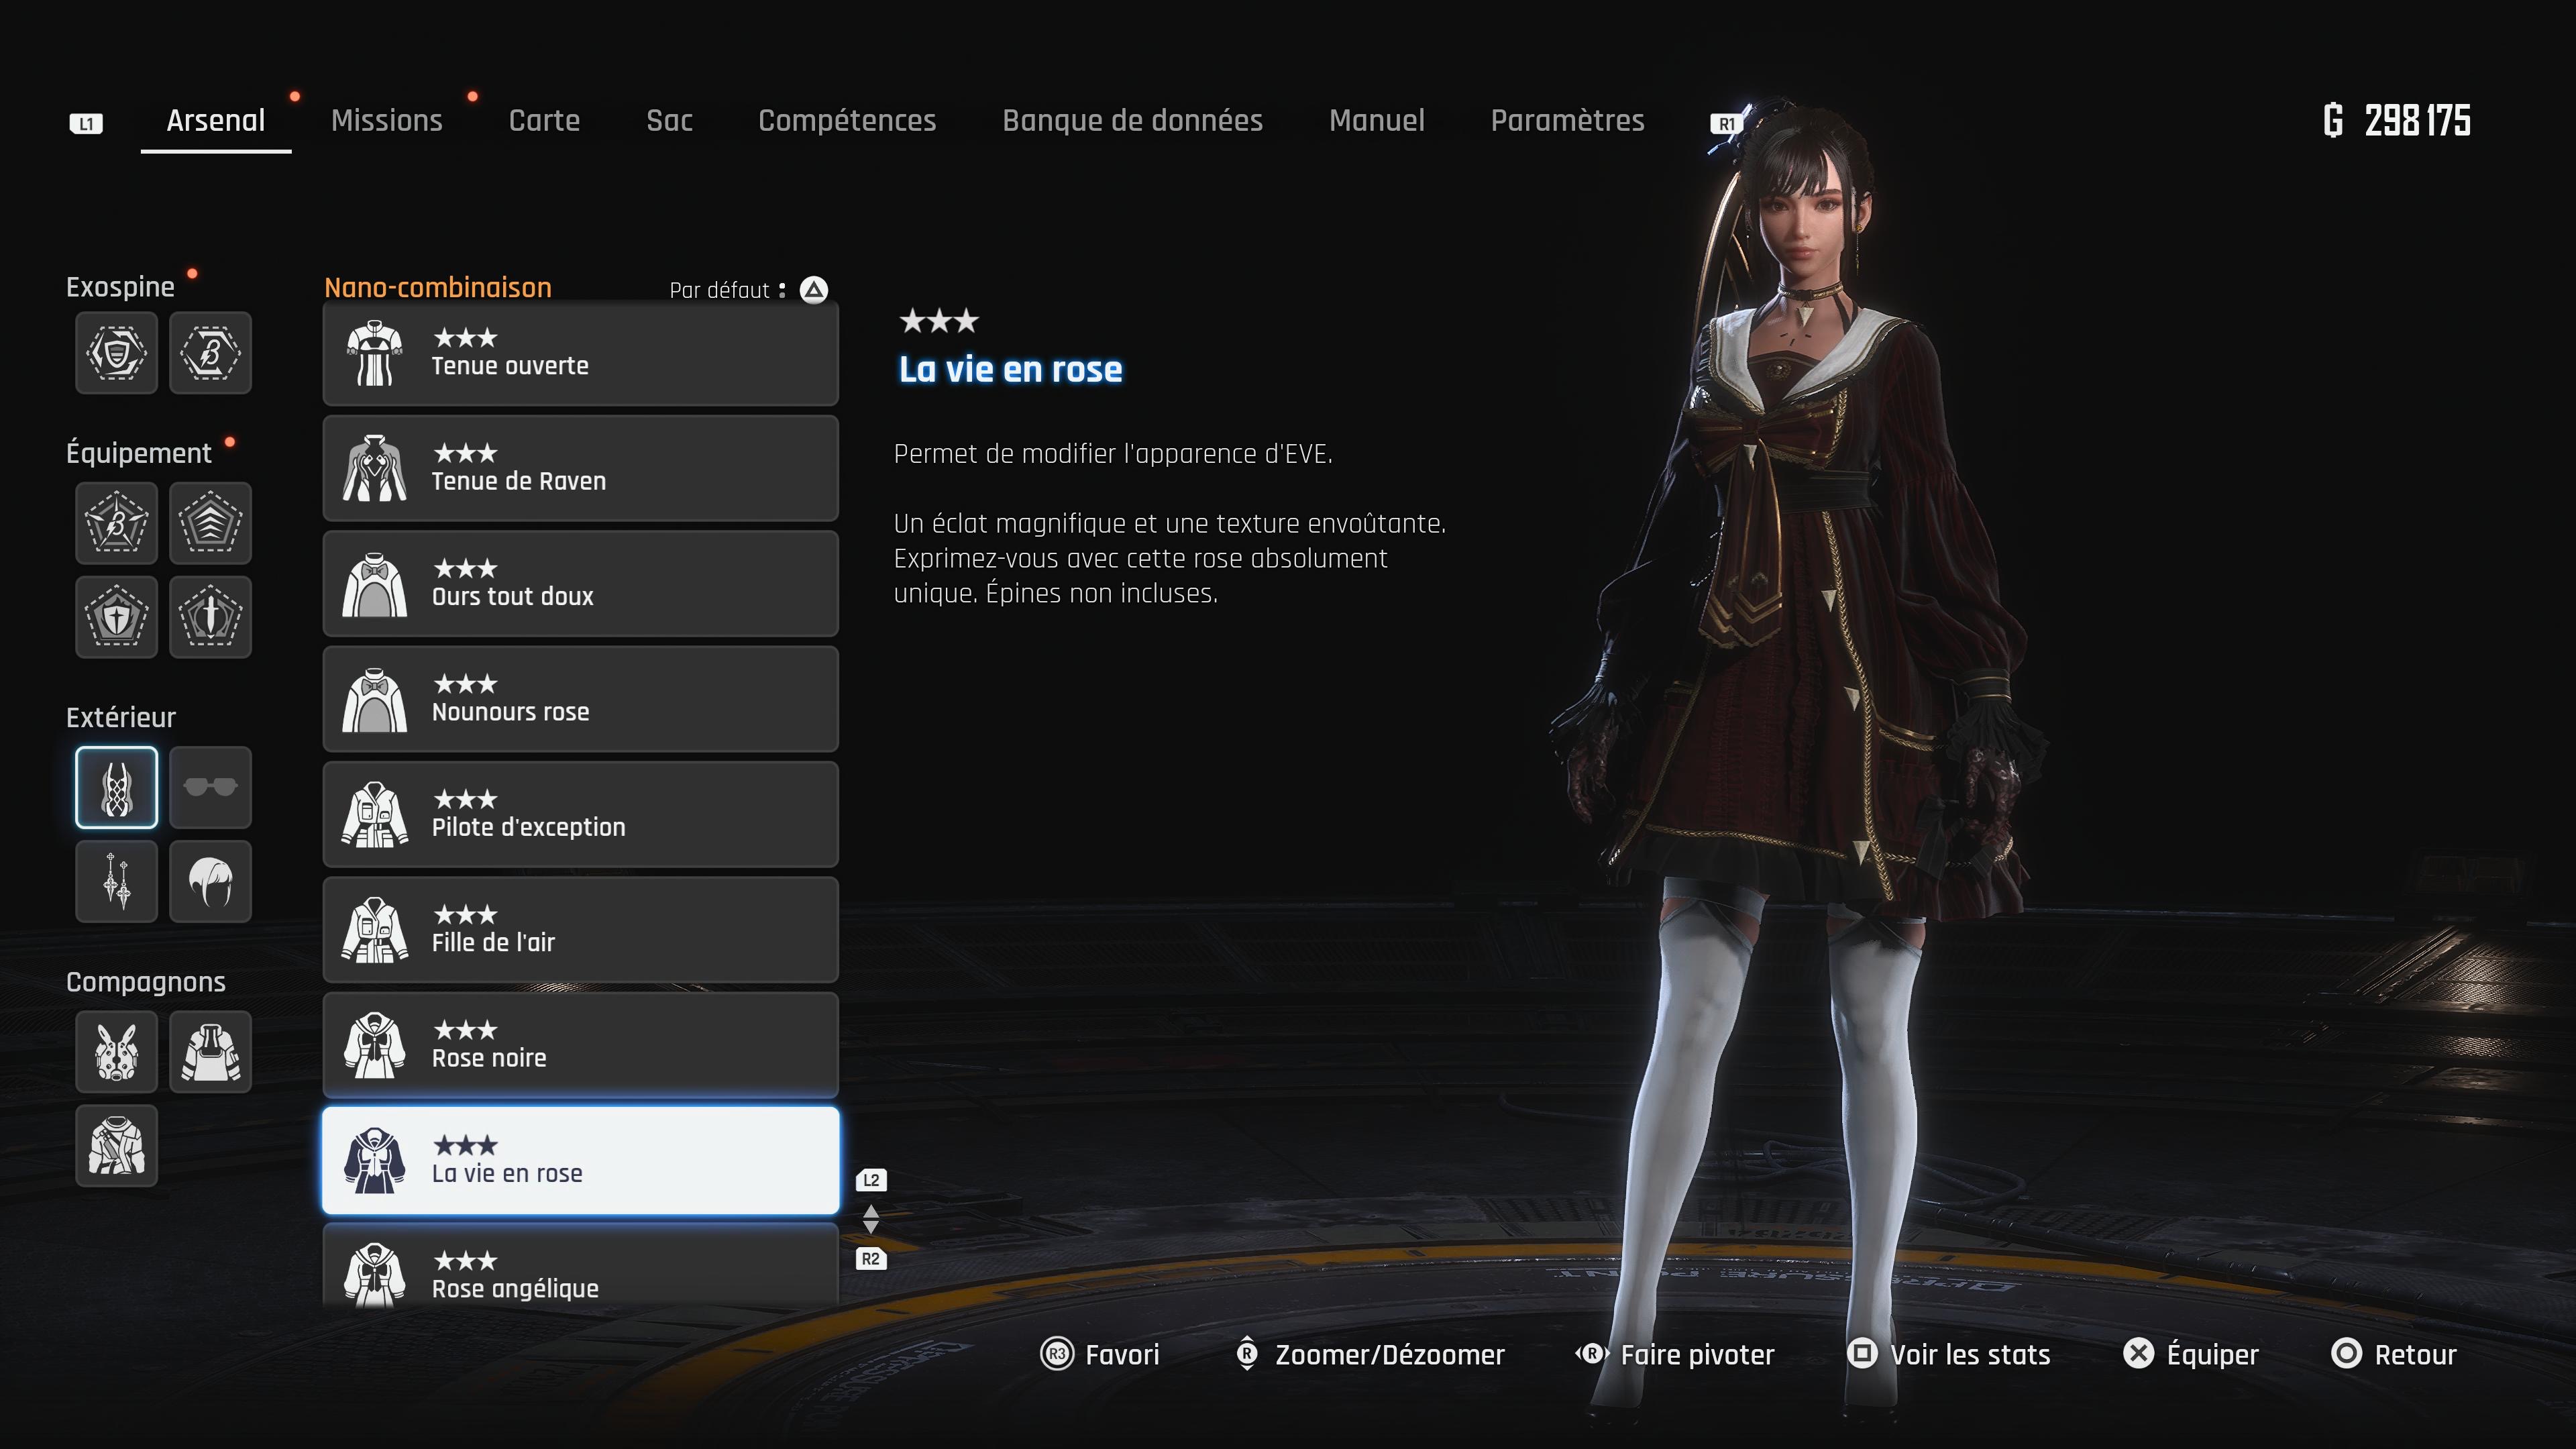 L1
Arsenal
Missions
Carte
Sac
Compétences
Banque de données
Manuel
Paramètres
R1
298 175
Exospine
Équipement
Extérieur
Compagnons
Nano-combinaison
Par défaut :
Tenue ouverte
Tenue de Raven
Ours tout doux
Nounours rose
Pilote d'exception
Fille de l'air
Rose noire
La vie en rose
Rose angélique
L2
R2
La vie en rose
Permet de modifier l'apparence d'EVE.
Un éclat magnifique et une texture envoûtante.
Exprimez-vous avec cette rose absolument
unique. Épines non incluses.
R3 Favori
R Zoomer/Dézoomer
R Faire pivoter
Voir les stats
Équiper
Retour